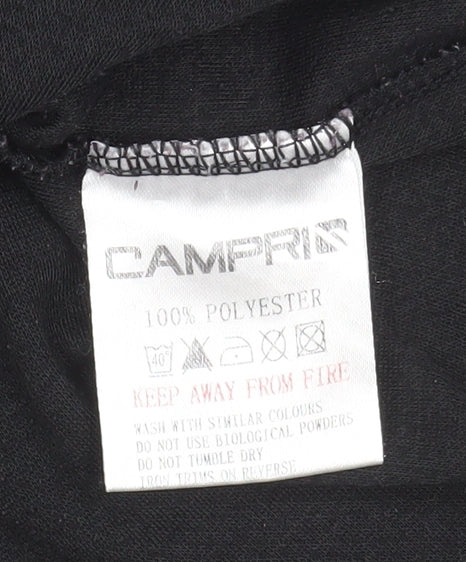 CAMPRI
100% POLYESTER
40°
KEEP AWAY FROM FIRE
WASH WITH SIMILAR COLOURS
DO NOT USE BIOLOGICAL POWDERS
DO NOT TUMBLE DRY
IRON TRIMS ON REVERSE